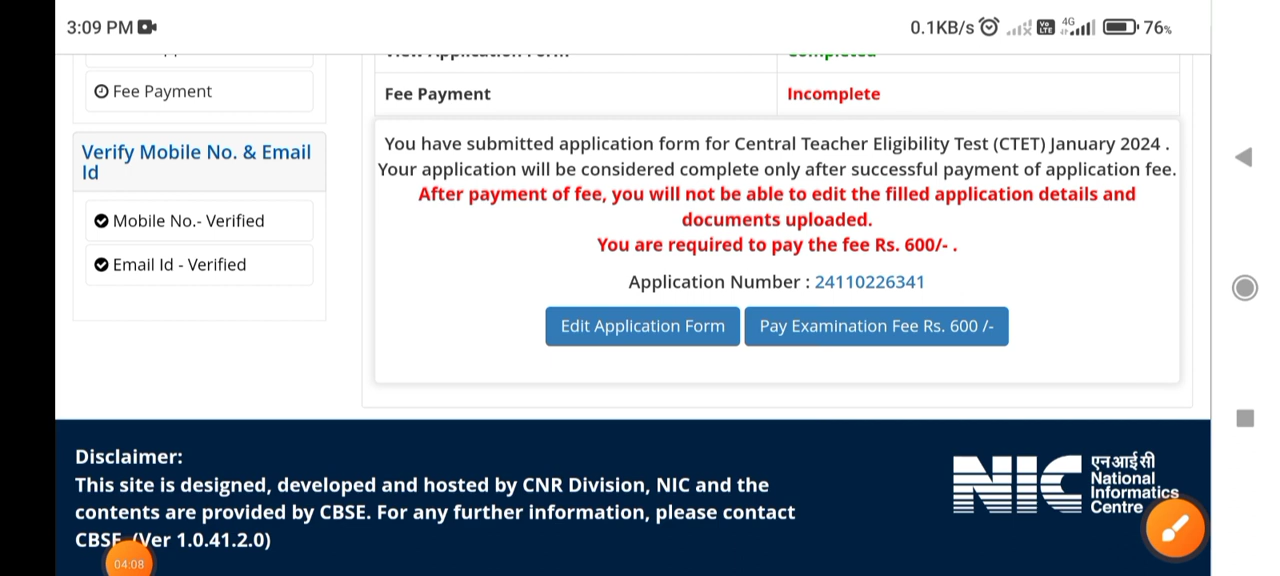 3:09 PM
0.1KB/s 4G 76%
Fee Payment
Fee Payment Incomplete
Verify Mobile No. & Email
Id
Mobile No.- Verified
Email Id - Verified
You have submitted application form for Central Teacher Eligibility Test (CTET) January 2024 .
Your application will be considered complete only after successful payment of application fee.
After payment of fee, you will not be able to edit the filled application details and
documents uploaded.
You are required to pay the fee Rs. 600/- .
Application Number : 24110226341
Edit Application Form Pay Examination Fee Rs. 600 /-
Disclaimer:
This site is designed, developed and hosted by CNR Division, NIC and the
contents are provided by CBSE. For any further information, please contact
CBSE. (Ver 1.0.41.2.0)
04:08
NIC
एन आई सी
National
Informatics
Centre